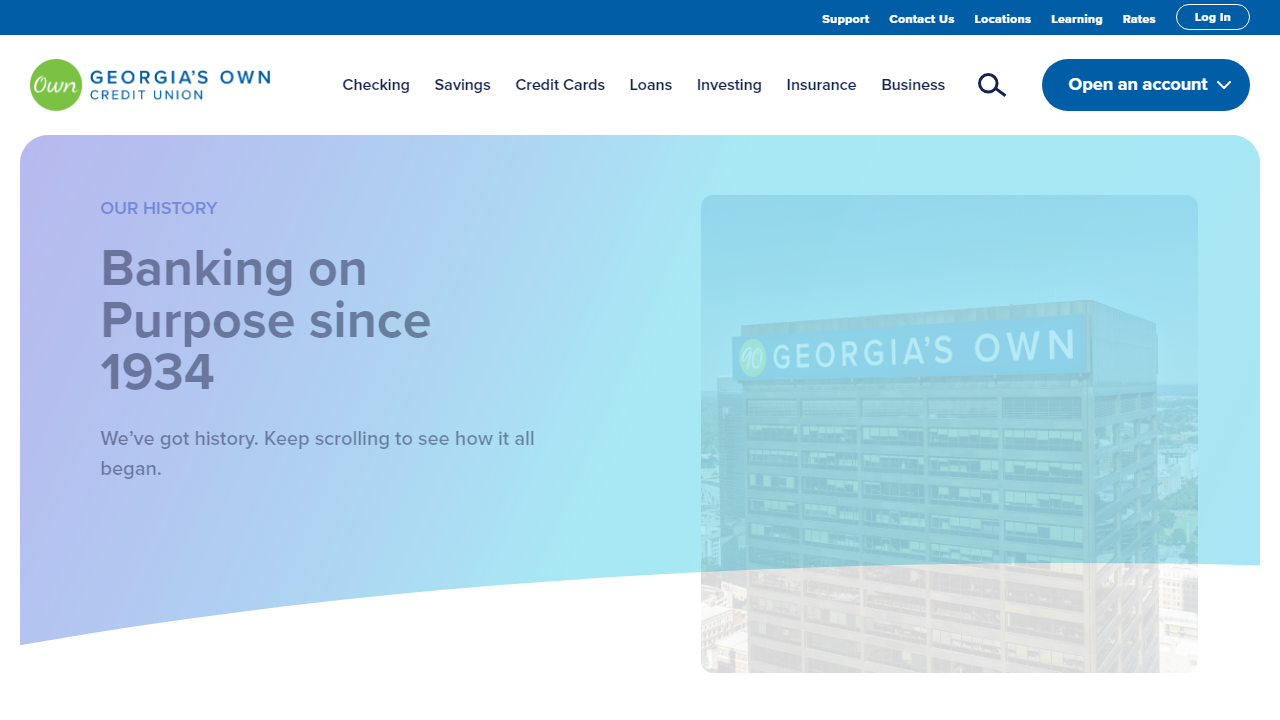 Support Contact Us Locations Learning Rates Log In
Own GEORGIA'S OWN
CREDIT UNION
Checking Savings Credit Cards Loans Investing Insurance Business
Open an account
OUR HISTORY
Banking on
Purpose since
1934
We've got history. Keep scrolling to see how it all
began.
90 GEORGIA'S OWN